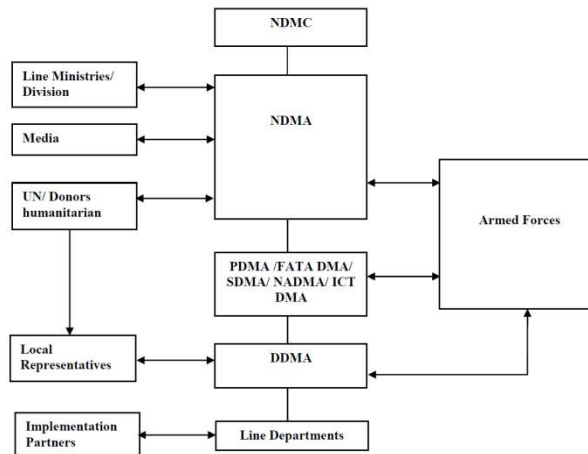 NDMC
Line Ministries/
Division
NDMA
Media
UN/ Donors
humanitarian
Armed Forces
PDMA /FATA DMA/
SDMA/ NADMA/ ICT
DMA
Local
Representatives
DDMA
Implementation
Partners
Line Departments